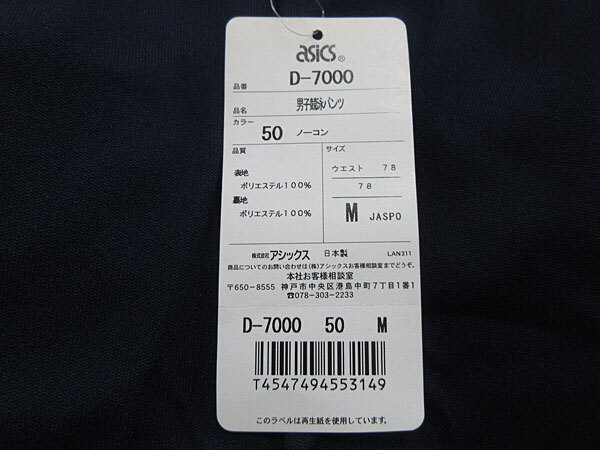 asics®
品番 D-7000
品名 男子競泳パンツ
カラー 50 ノーコン
品質 サイズ
表地 ウエスト 78
ポリエステル100% 78
裏地
ポリエステル100% M JASPO
株式会社アシックス 日本製 LAN311
商品についてのお問い合わせは(株)アシックスお客様相談室までどうぞ。
本社お客様相談室
〒650-8555 神戸市中央区港島中町7丁目1番1
☎078-303-2233
D-7000 50 M
T4547494553149
このラベルは再生紙を使用しています。